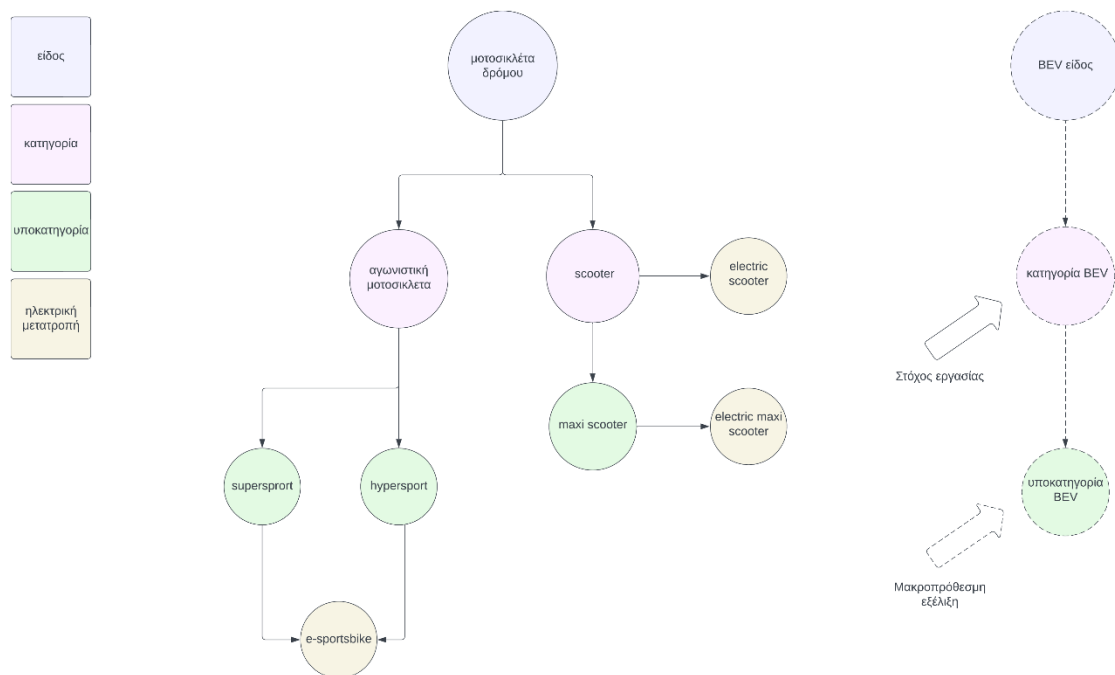 είδος
κατηγορία
υποκατηγορία
ηλεκτρική
μετατροπή
μοτοσικλέτα
δρόμου
αγωνιστική
μοτοσικλετα
scooter
electric
scooter
maxi scooter
electric maxi
scooter
supersprort
hypersport
e-sportsbike
BEV είδος
κατηγορία BEV
Στόχος εργασίας
υποκατηγορία
BEV
Μακροπρόθεσμη
εξέλιξη